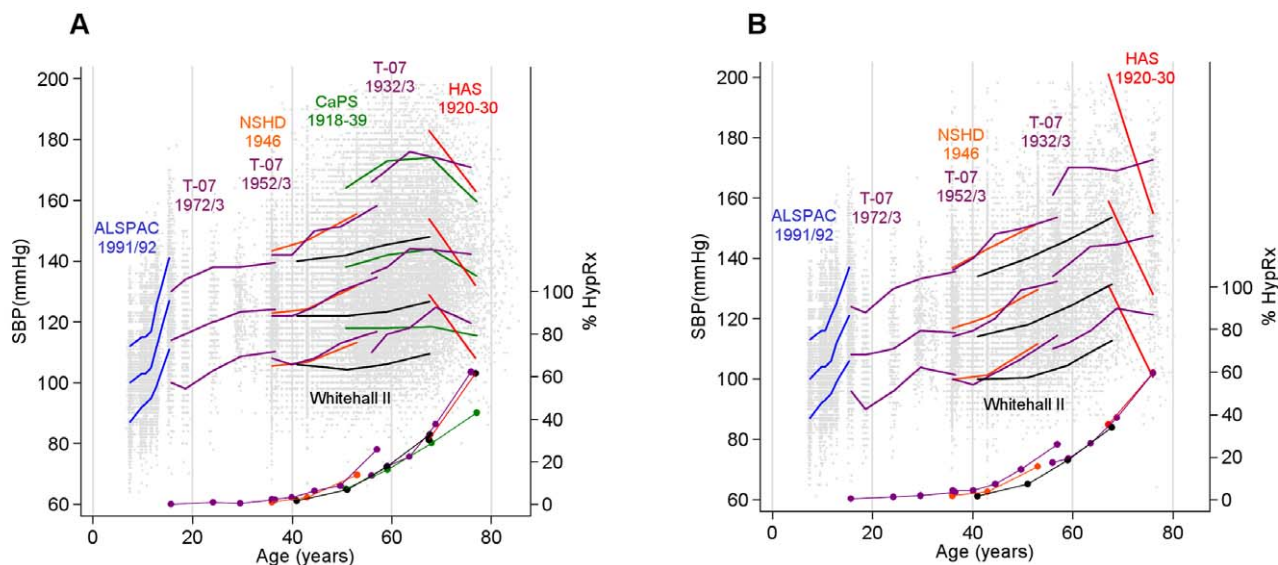 A
200
180
160
140
120
100
80
60
SBP(mmHg)
ALSPAC
1991/92
T-07
1972/3
NSHD
1946
T-07
1952/3
CaPS
1918-39
T-07
1932/3
HAS
1920-30
Whitehall II
100
80
60
40
20
0
% HypRx
0 20 40 60 80
Age (years)
B
200
180
160
140
120
100
80
60
SBP(mmHg)
ALSPAC
1991/92
T-07
1972/3
NSHD
1946
T-07
1952/3
T-07
1932/3
HAS
1920-30
Whitehall II
100
80
60
40
20
0
% HypRx
0 20 40 60 80
Age (years)